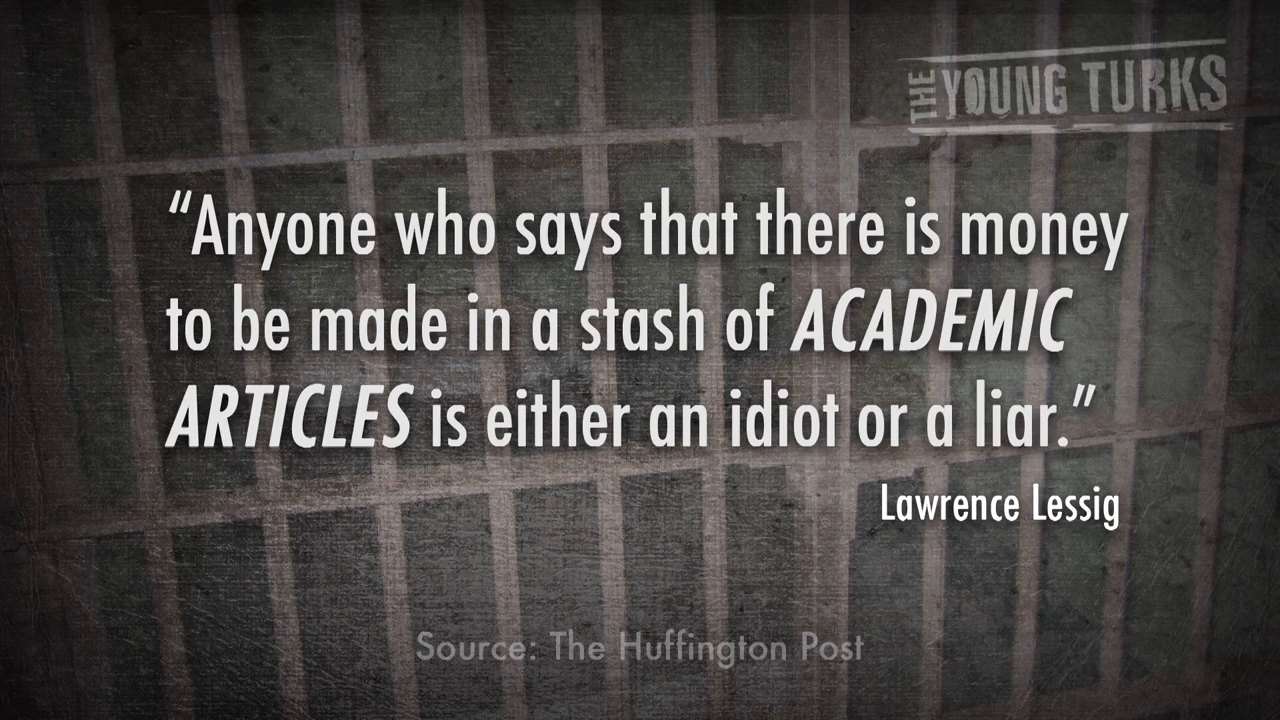 THE YOUNG TURKS
“Anyone who says that there is money
to be made in a stash of ACADEMIC
ARTICLES is either an idiot or a liar.”
Lawrence Lessig
Source: The Huffington Post